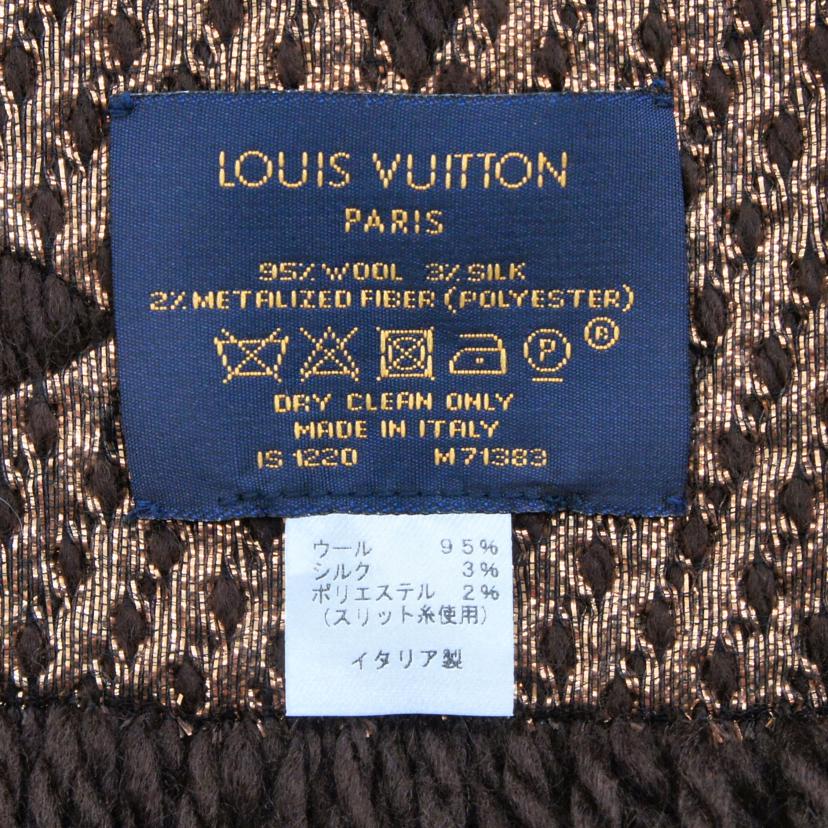 LOUIS VUITTON
PARIS
95% WOOL 3% SILK
2% METALIZED FIBER (POLYESTER)
P ®
DRY CLEAN ONLY
MADE IN ITALY
IS 1220 M71383
ウール 95%
シルク 3%
ポリエステル 2%
(スリット糸使用)
イタリア製